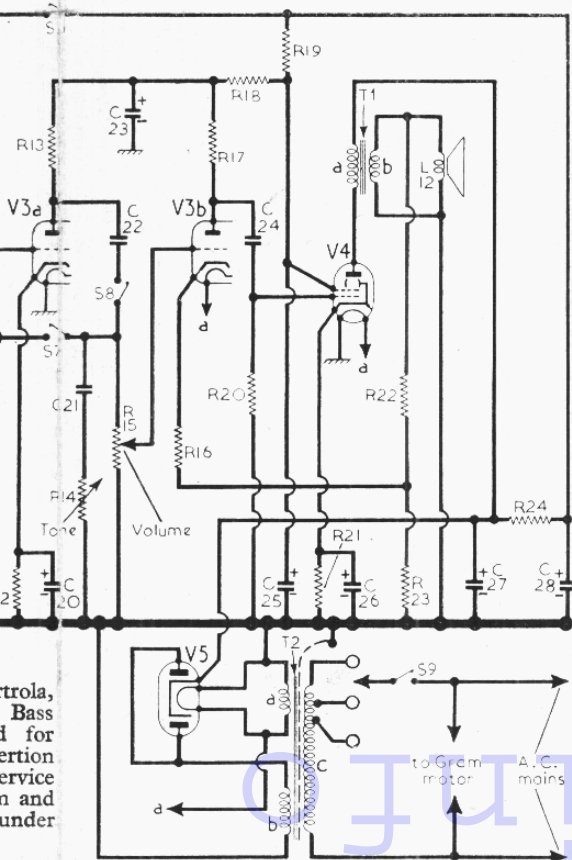 R19
R18
C 23
+
−
R13
R17
T1
a
b
L 12
V3a
C 22
V3b
C 24
V4
S8
a
a
S7
C21
R 15
R20
R22
R14
R16
Tone
Volume
R24
R21
C 20
+
−
C 25
+
−
C 26
+
−
R 23
C 27
+
−
C 28
+
−
V5
T2
S9
a
c
a
b
to Gram motor
A.C. mains
rtrola,
Bass
d for
ertion
ervice
n and
under